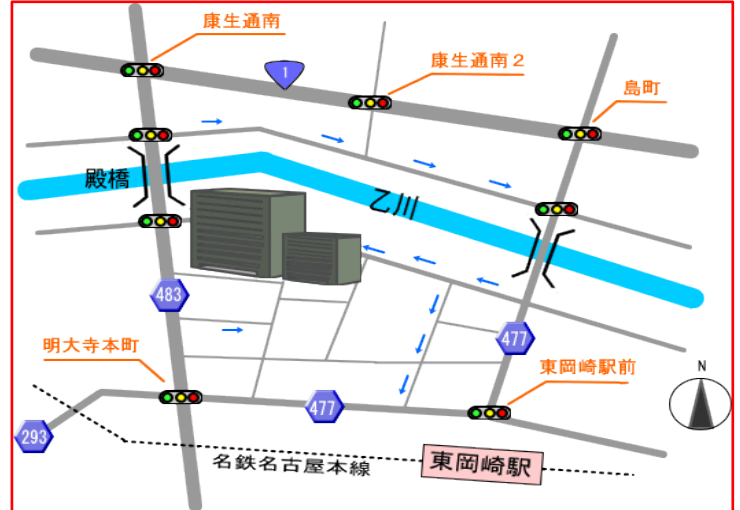 康生通南
康生通南2
1
島町
殿橋
乙川
483
477
明大寺本町
東岡崎駅前
N
477
293
名鉄名古屋本線
東岡崎駅